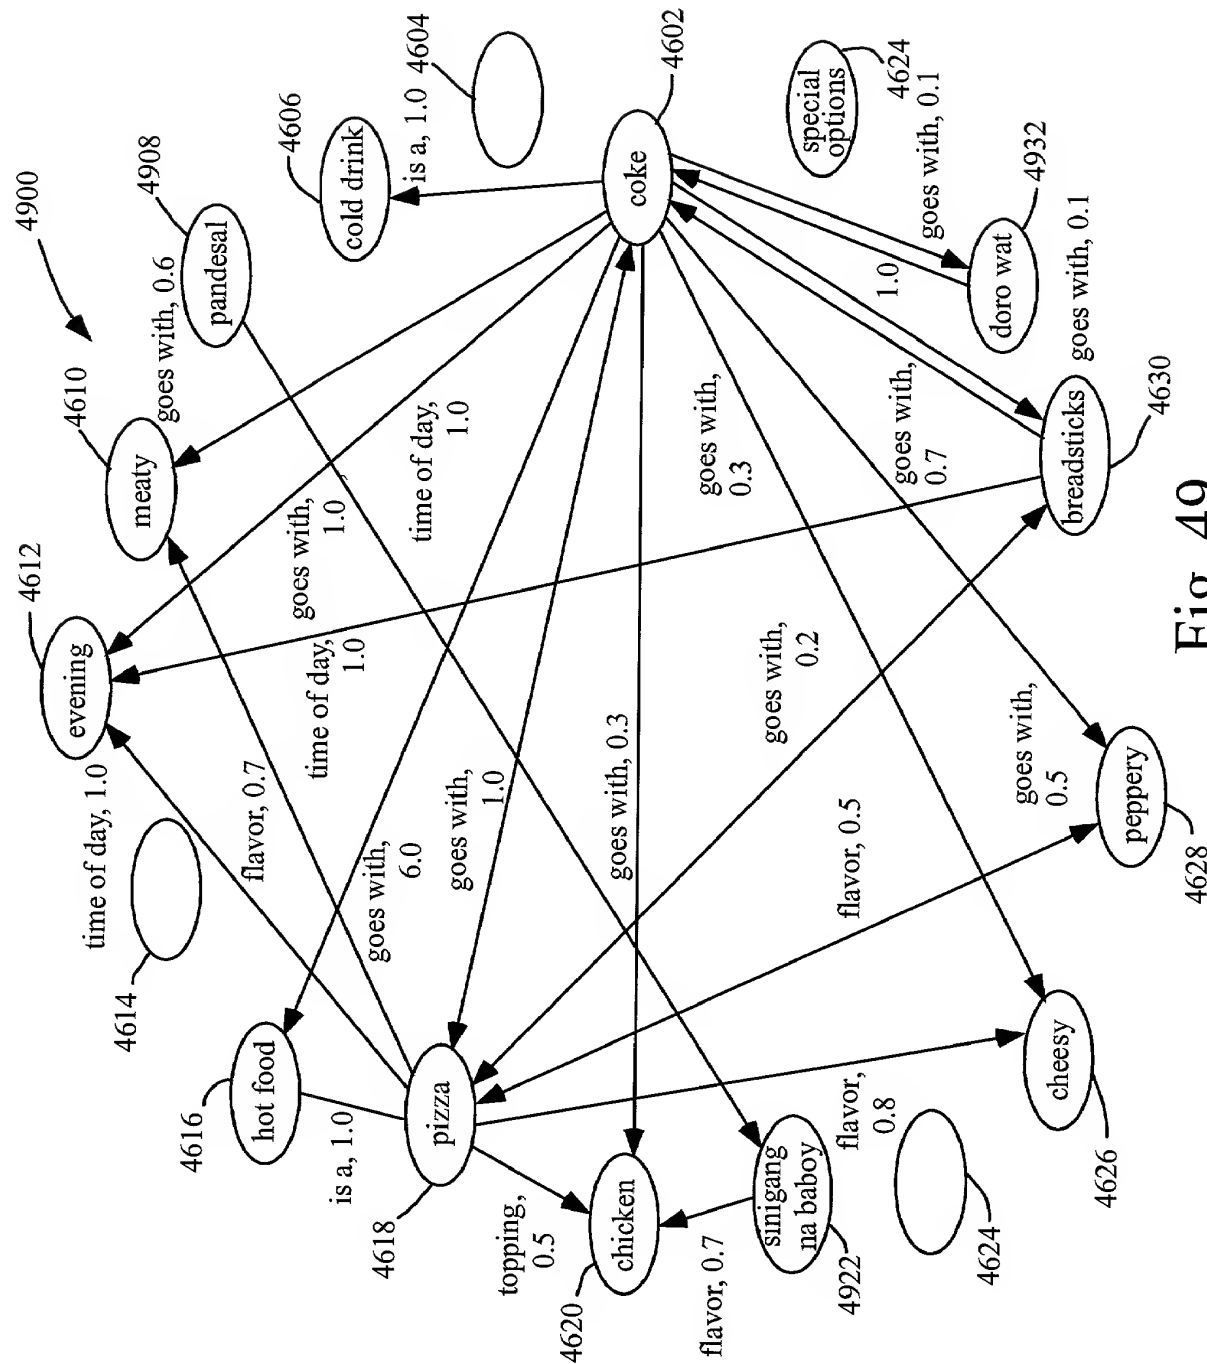 4900
4612
4610
4908
4606
4604
4602
4624
4932
4630
4628
4626
4624
4922
4620
4618
4616
4614
evening
meaty
pandesal
cold drink
coke
special
options
doro wat
breadsticks
peppery
cheesy
sinigang
na baboy
chicken
pizza
hot food
goes with, 0.6
is a, 1.0
goes with, 0.1
1.0
goes with, 0.1
time of day, 1.0
flavor, 0.7
time of day,
1.0
goes with,
1.0
time of day,
1.0
goes with,
6.0
goes with,
1.0
goes with, 0.3
goes with,
0.3
goes with,
0.7
goes with,
0.2
goes with,
0.5
flavor, 0.5
flavor,
0.8
is a, 1.0
topping,
0.5
flavor, 0.7
Fig. 49